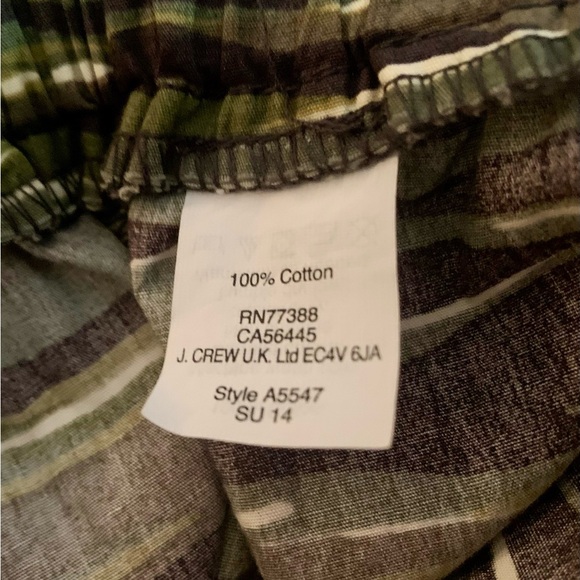 100% Cotton
RN77388
CA56445
J. CREW U.K. Ltd EC4V 6JA
Style A5547
SU 14